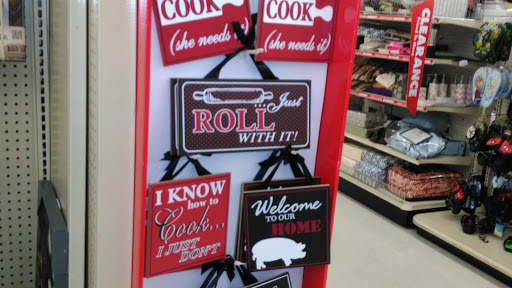 COOK
(she needs it)
COOK
(she needs it)
...Just
ROLL
WITH IT!
I KNOW
how to
Cook...
I JUST
DON'T
Welcome
TO OUR
HOME
CLEARANCE